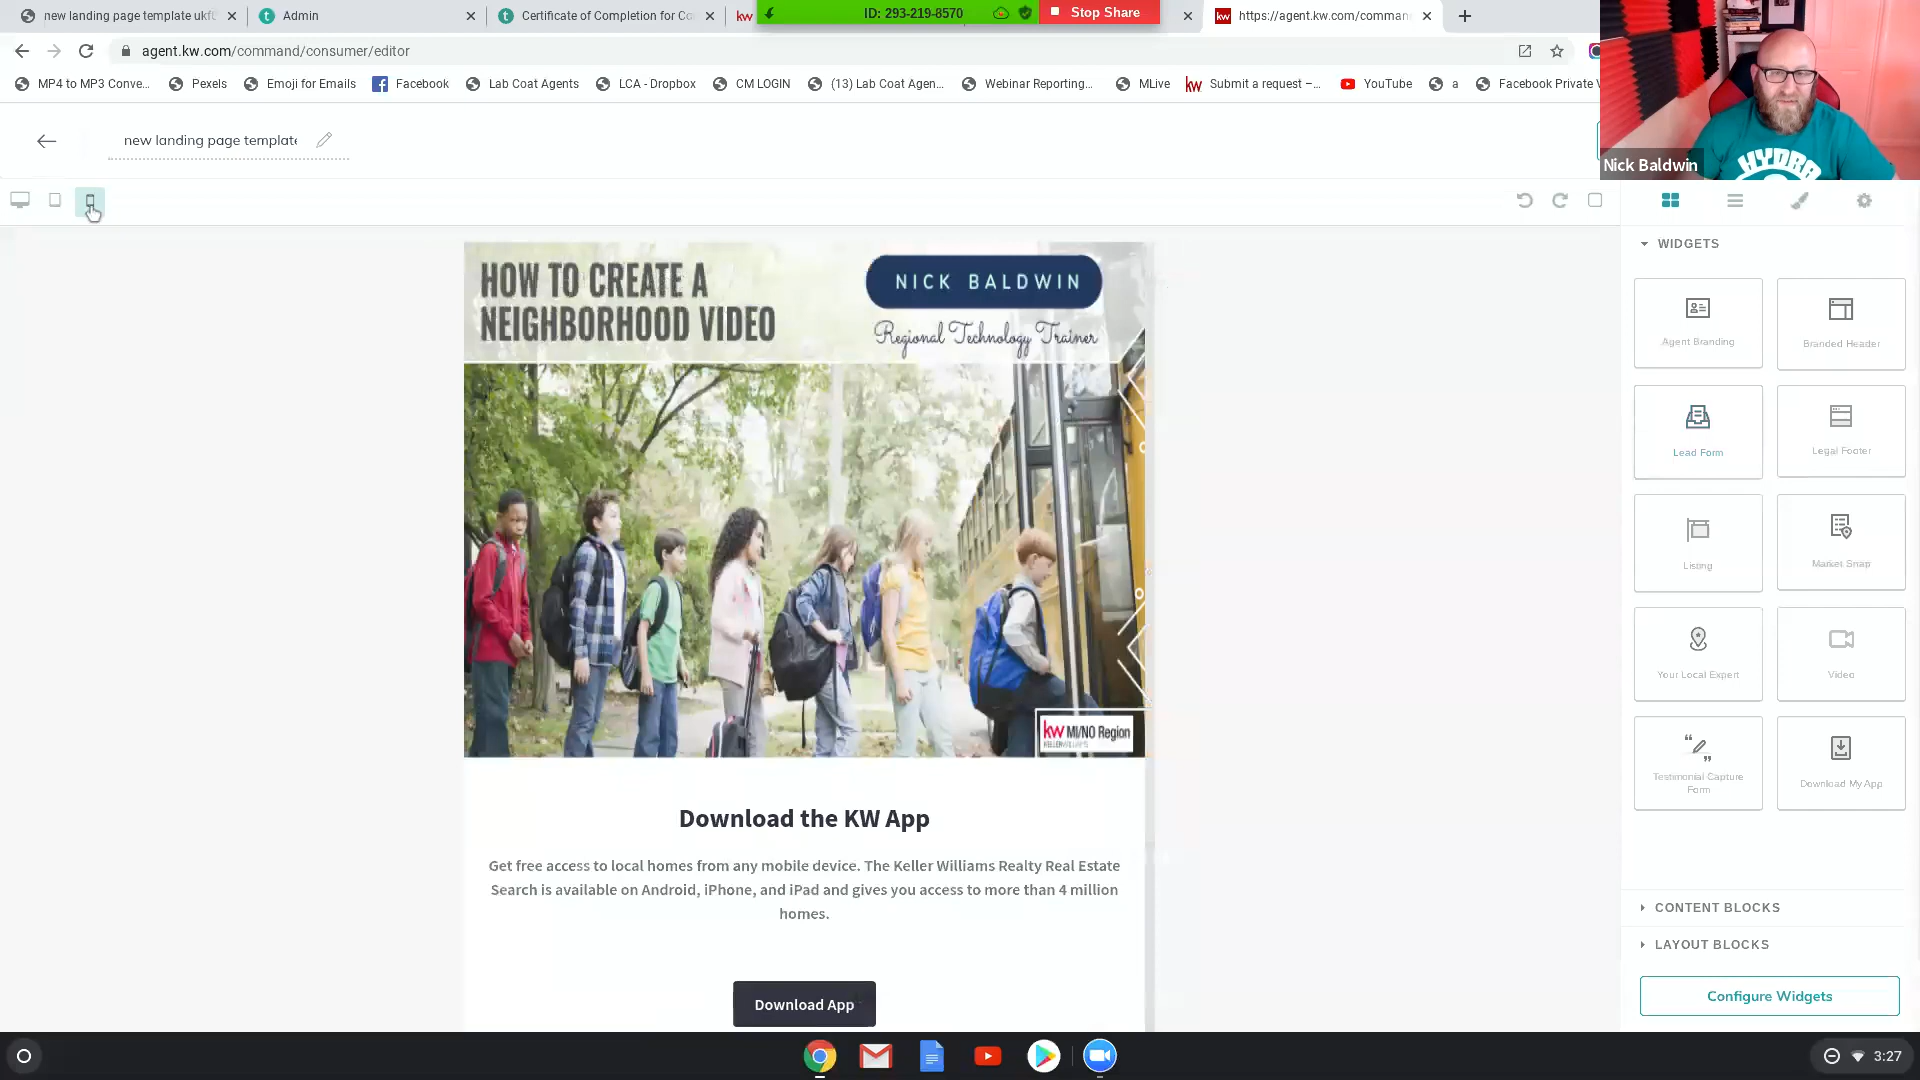 new landing page template ukft
Admin
Certificate of Completion for Co
kw
ID: 293-219-8570
Stop Share
kw
https://agent.kw.com/comman
agent.kw.com/command/consumer/editor
MP4 to MP3 Conve...
Pexels
Emoji for Emails
Facebook
Lab Coat Agents
LCA - Dropbox
CM LOGIN
(13) Lab Coat Agen...
Webinar Reporting...
MLive
kw
Submit a request –...
YouTube
a
Facebook Private V
HYDRO
Nick Baldwin
new landing page template
HOW TO CREATE A
NEIGHBORHOOD VIDEO
NICK BALDWIN
Regional Technology Trainer
kw MI/NO Region
KELLERWILLIAMS
Download the KW App
Get free access to local homes from any mobile device. The Keller Williams Realty Real Estate
Search is available on Android, iPhone, and iPad and gives you access to more than 4 million
homes.
Download App
WIDGETS
Agent Branding
Branded Header
Lead Form
Legal Footer
Listing
Market Snap
Your Local Expert
Video
Testimonial Capture
Form
Download My App
CONTENT BLOCKS
LAYOUT BLOCKS
Configure Widgets
3:27